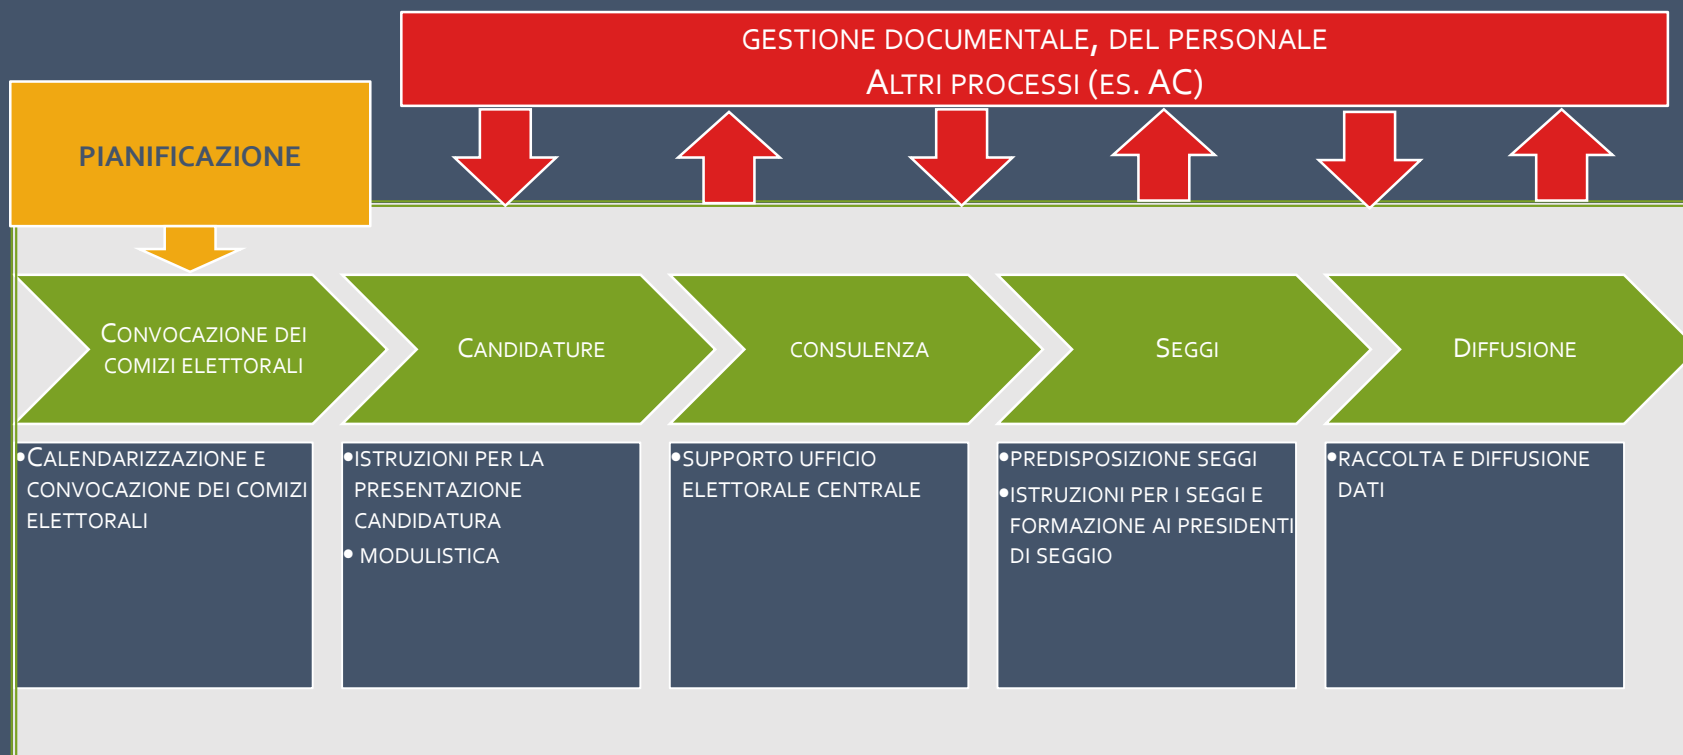 GESTIONE DOCUMENTALE, DEL PERSONALE
ALTRI PROCESSI (ES. AC)
PIANIFICAZIONE
CONVOCAZIONE DEI
COMIZI ELETTORALI
CANDIDATURE
CONSULENZA
SEGGI
DIFFUSIONE
•CALENDARIZZAZIONE E
CONVOCAZIONE DEI COMIZI
ELETTORALI
•ISTRUZIONI PER LA
PRESENTAZIONE
CANDIDATURA
• MODULISTICA
•SUPPORTO UFFICIO
ELETTORALE CENTRALE
•PREDISPOSIZIONE SEGGI
•ISTRUZIONI PER I SEGGI E
FORMAZIONE AI PRESIDENTI
DI SEGGIO
•RACCOLTA E DIFFUSIONE
DATI